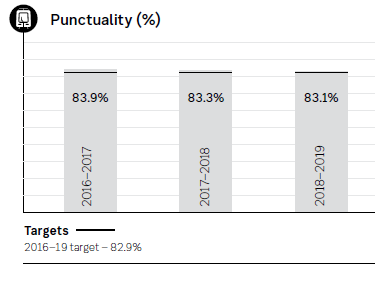 Punctuality (%)
83.9%
83.3%
83.1%
2016–2017
2017–2018
2018–2019
Targets
2016–19 target – 82.9%